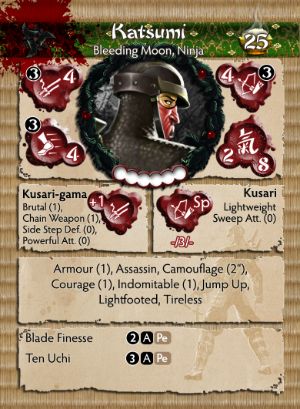 Katsumi
Bleeding Moon, Ninja
25
3 4
4 3
3 4
氣
2 8
Kusari-gama
+1
Brutal (1),
Chain Weapon (1),
Side Step Def. (0),
Powerful Att. (0)
Sp
-/3/-
Kusari
Lightweight
Sweep Att. (0)
Armour (1), Assassin, Camouflage (2"),
Courage (1), Indomitable (1), Jump Up,
Lightfooted, Tireless
Blade Finesse 2 A Pe
Ten Uchi 3 A Pe